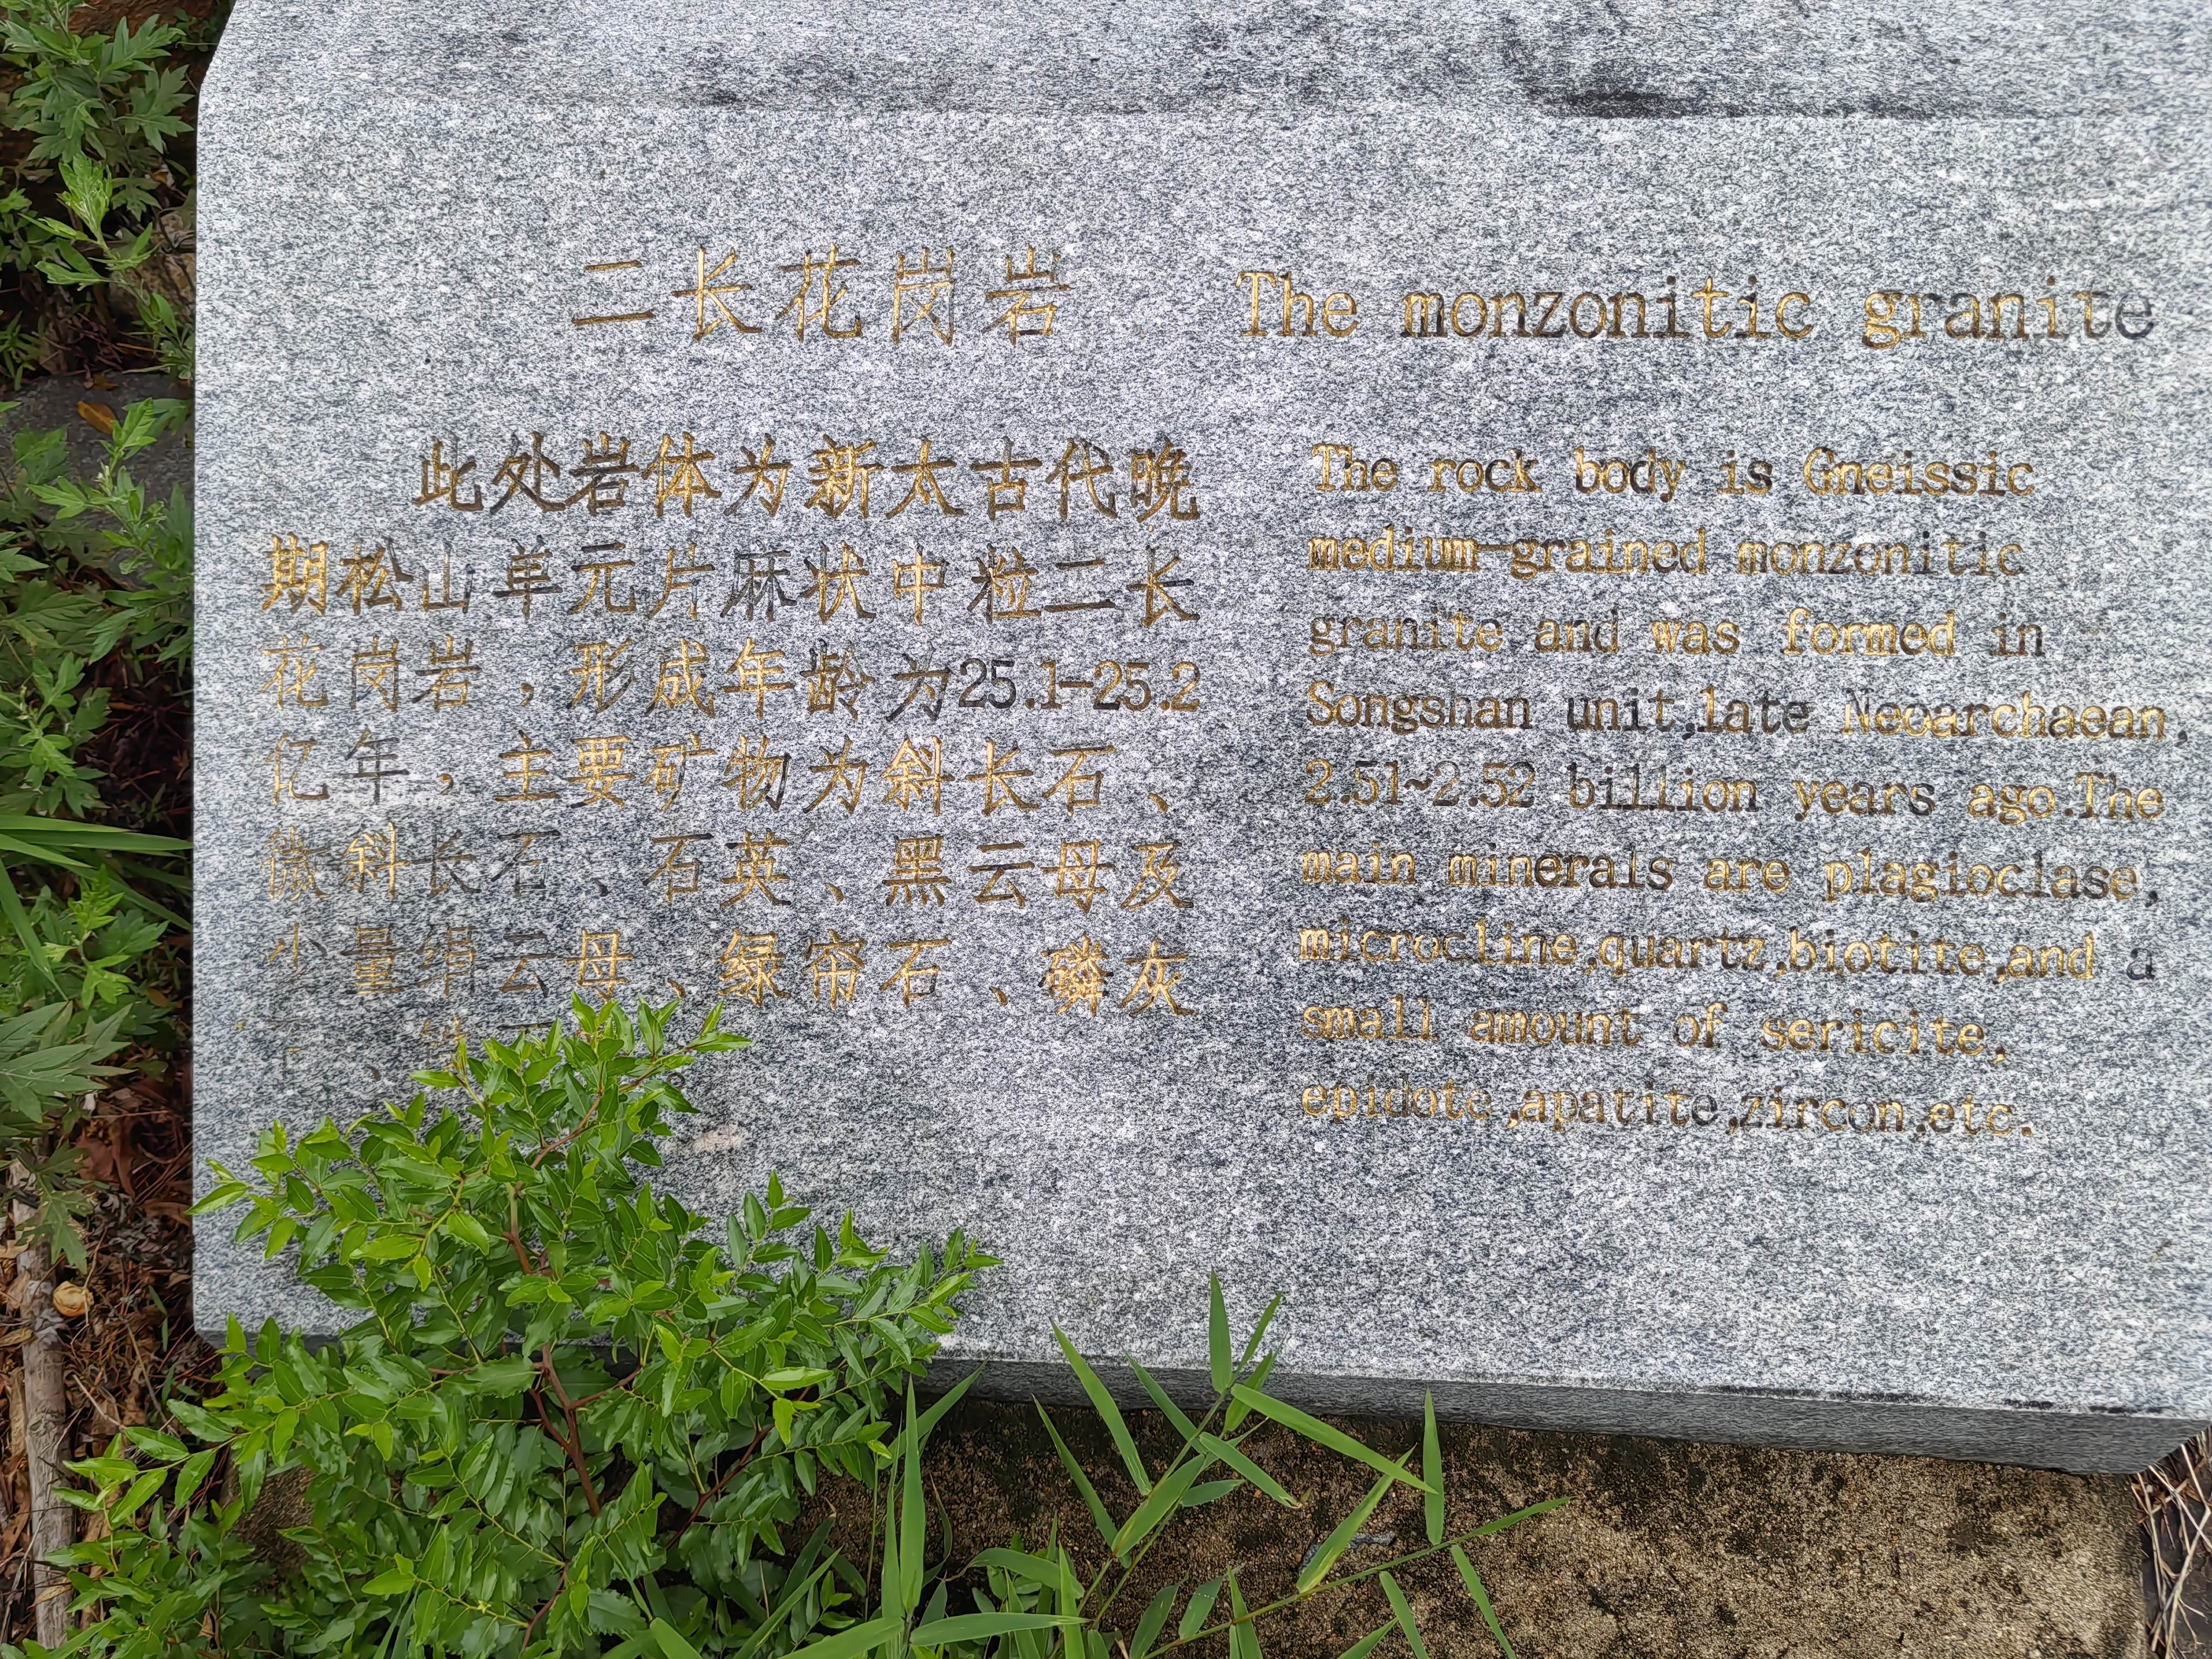 二长花岗岩
The monzonitic granite
此处岩体为新太古代晚
期松山单元片麻状中粒二长
花岗岩，形成年龄为25.1-25.2
亿年，主要矿物为斜长石、
微斜长石、石英、黑云母及
少量绢云母、绿帘石、磷灰
石、
The rock body is Gneissic
medium-grained monzonitic
granite and was formed in
Songshan unit,late Neoarchaean,
2.51~2.52 billion years ago.The
main minerals are plagioclase,
microcline,quartz,biotite,and a
small amount of sericite,
epidote,apatite,zircon,etc.